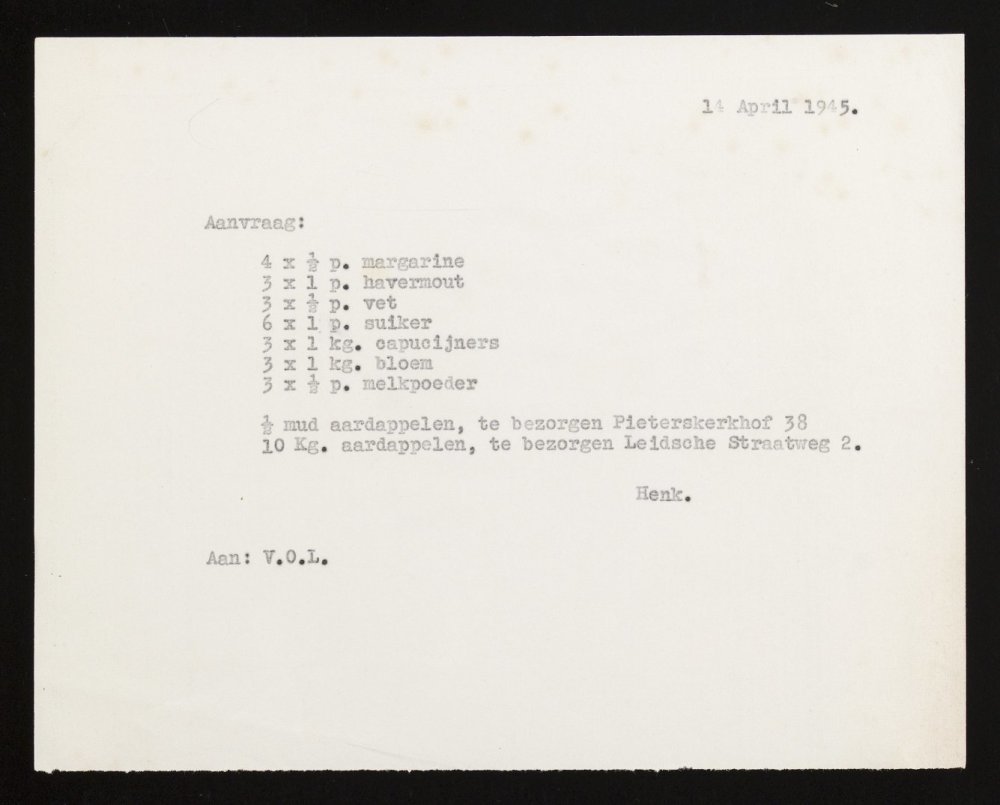 14 April 1945.
Aanvraag:
4 x ½ p. margarine
3 x 1 p. havermout
3 x ½ p. vet
6 x 1 p. suiker
3 x 1 kg. capucijners
3 x 1 kg. bloem
3 x ½ p. melkpoeder
½ mud aardappelen, te bezorgen Pieterskerkhof 38
10 Kg. aardappelen, te bezorgen Leidsche Straatweg 2.
Henk.
Aan: V.O.L.